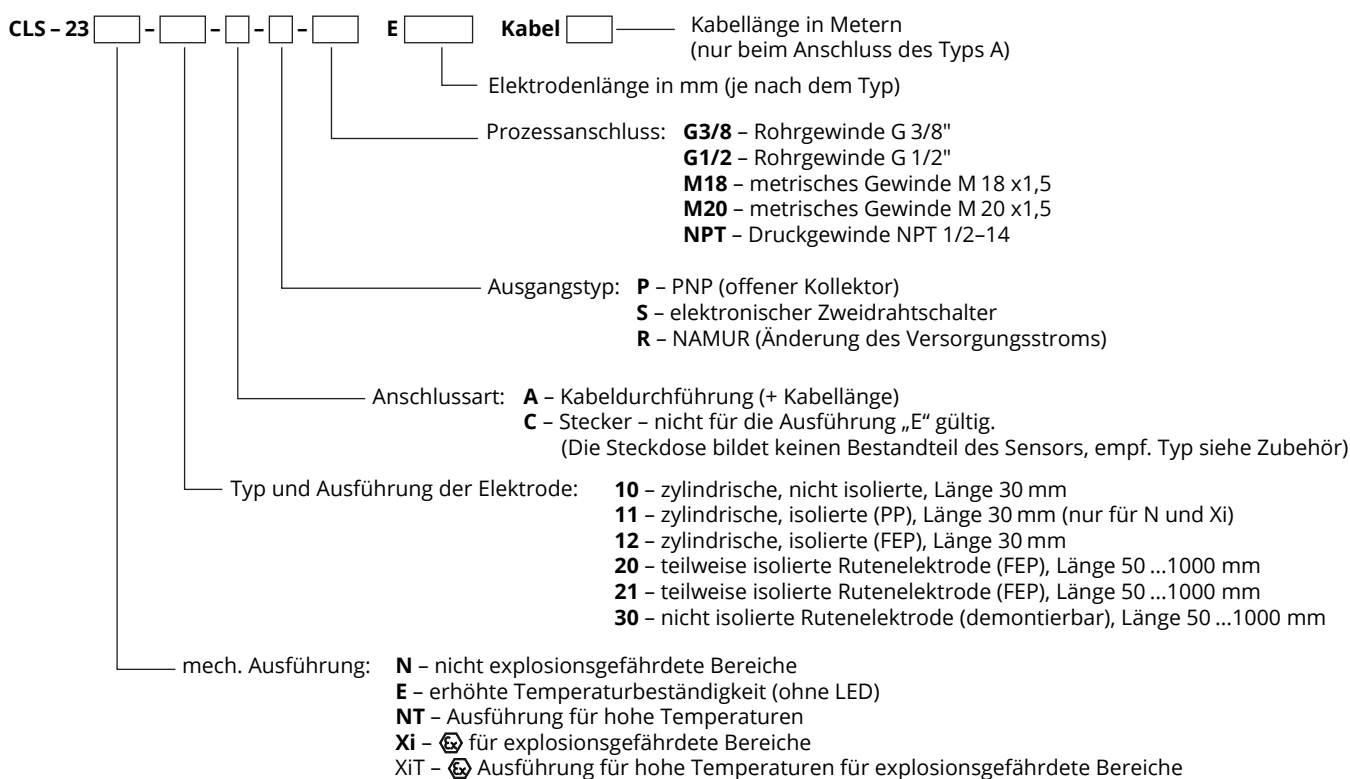 CLS – 23 – – – – E Kabel Kabellänge in Metern
(nur beim Anschluss des Typs A)
Elektrodenlänge in mm (je nach dem Typ)
Prozessanschluss: G3/8 – Rohrgewinde G 3/8"
G1/2 – Rohrgewinde G 1/2"
M18 – metrisches Gewinde M 18 x1,5
M20 – metrisches Gewinde M 20 x1,5
NPT – Druckgewinde NPT 1/2–14
Ausgangstyp: P – PNP (offener Kollektor)
S – elektronischer Zweidrahtschalter
R – NAMUR (Änderung des Versorgungsstroms)
Anschlussart: A – Kabeldurchführung (+ Kabellänge)
C – Stecker – nicht für die Ausführung „E“ gültig.
(Die Steckdose bildet keinen Bestandteil des Sensors, empf. Typ siehe Zubehör)
Typ und Ausführung der Elektrode: 10 – zylindrische, nicht isolierte, Länge 30 mm
11 – zylindrische, isolierte (PP), Länge 30 mm (nur für N und Xi)
12 – zylindrische, isolierte (FEP), Länge 30 mm
20 – teilweise isolierte Rutenelektrode (FEP), Länge 50 ...1000 mm
21 – teilweise isolierte Rutenelektrode (FEP), Länge 50 ...1000 mm
30 – nicht isolierte Rutenelektrode (demontierbar), Länge 50 ...1000 mm
mech. Ausführung: N – nicht explosionsgefährdete Bereiche
E – erhöhte Temperaturbeständigkeit (ohne LED)
NT – Ausführung für hohe Temperaturen
Xi – Ex für explosionsgefährdete Bereiche
XiT – Ex Ausführung für hohe Temperaturen für explosionsgefährdete Bereiche